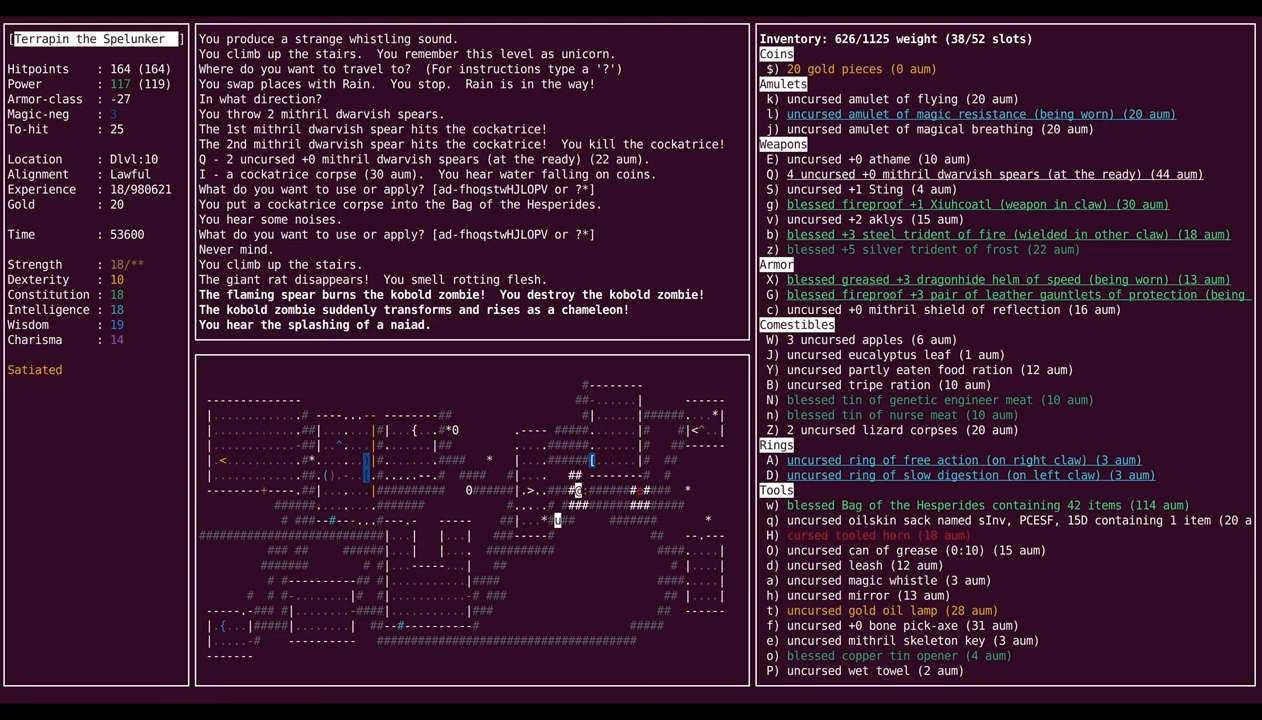 [Terrapin the Spelunker ]
Hitpoints : 164 (164)
Power : 117 (119)
Armor-class : -27
Magic-neg : 3
To-hit : 25
Location : Dlvl:10
Alignment : Lawful
Experience : 18/980621
Gold : 20
Time : 53600
Strength : 18/**
Dexterity : 10
Constitution : 18
Intelligence : 18
Wisdom : 19
Charisma : 14
Satiated
You produce a strange whistling sound.
You climb up the stairs. You remember this level as unicorn.
Where do you want to travel to? (For instructions type a '?')
You swap places with Rain. You stop. Rain is in the way!
In what direction?
You throw 2 mithril dwarvish spears.
The 1st mithril dwarvish spear hits the cockatrice!
The 2nd mithril dwarvish spear hits the cockatrice! You kill the cockatrice!
Q - 2 uncursed +0 mithril dwarvish spears (at the ready) (22 aum).
I - a cockatrice corpse (30 aum). You hear water falling on coins.
What do you want to use or apply? [ad-fhoqstwHJLOPV or ?*]
You put a cockatrice corpse into the Bag of the Hesperides.
You hear some noises.
What do you want to use or apply? [ad-fhoqstwHJLOPV or ?*]
Never mind.
You climb up the stairs.
The giant rat disappears! You smell rotting flesh.
The flaming spear burns the kobold zombie! You destroy the kobold zombie!
The kobold zombie suddenly transforms and rises as a chameleon!
You hear the splashing of a naiad.
Inventory: 626/1125 weight (38/52 slots)
Coins
$) 20 gold pieces (0 aum)
Amulets
k) uncursed amulet of flying (20 aum)
l) uncursed amulet of magic resistance (being worn) (20 aum)
j) uncursed amulet of magical breathing (20 aum)
Weapons
E) uncursed +0 athame (10 aum)
Q) 4 uncursed +0 mithril dwarvish spears (at the ready) (44 aum)
S) uncursed +1 Sting (4 aum)
g) blessed fireproof +1 Xiuhcoatl (weapon in claw) (30 aum)
v) uncursed +2 aklys (15 aum)
b) blessed +3 steel trident of fire (wielded in other claw) (18 aum)
z) blessed +5 silver trident of frost (22 aum)
Armor
X) blessed greased +3 dragonhide helm of speed (being worn) (13 aum)
G) blessed fireproof +3 pair of leather gauntlets of protection (being
c) uncursed +0 mithril shield of reflection (16 aum)
Comestibles
W) 3 uncursed apples (6 aum)
J) uncursed eucalyptus leaf (1 aum)
Y) uncursed partly eaten food ration (12 aum)
B) uncursed tripe ration (10 aum)
N) blessed tin of genetic engineer meat (10 aum)
n) blessed tin of nurse meat (10 aum)
Z) 2 uncursed lizard corpses (20 aum)
Rings
A) uncursed ring of free action (on right claw) (3 aum)
D) uncursed ring of slow digestion (on left claw) (3 aum)
Tools
w) blessed Bag of the Hesperides containing 42 items (114 aum)
q) uncursed oilskin sack named sInv, PCESF, 15D containing 1 item (20 a
H) cursed tooled horn (18 aum)
O) uncursed can of grease (0:10) (15 aum)
d) uncursed leash (12 aum)
a) uncursed magic whistle (3 aum)
h) uncursed mirror (13 aum)
t) uncursed gold oil lamp (28 aum)
f) uncursed +0 bone pick-axe (31 aum)
e) uncursed mithril skeleton key (3 aum)
o) blessed copper tin opener (4 aum)
P) uncursed wet towel (2 aum)